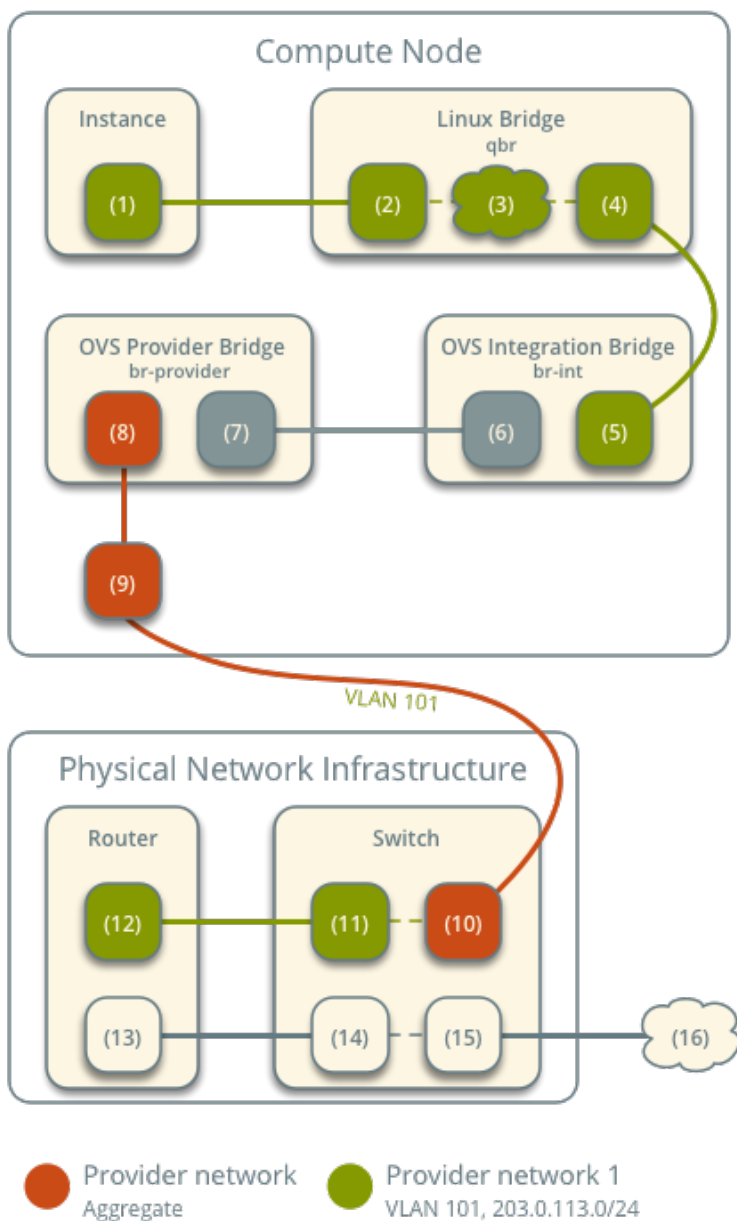 Compute Node
Instance
Linux Bridge
qbr
(1)
(2)
(3)
(4)
OVS Provider Bridge
br-provider
OVS Integration Bridge
br-int
(8)
(7)
(6)
(5)
(9)
VLAN 101
Physical Network Infrastructure
Router
Switch
(12)
(11)
(10)
(13)
(14)
(15)
(16)
Provider network
Aggregate
Provider network 1
VLAN 101, 203.0.113.0/24